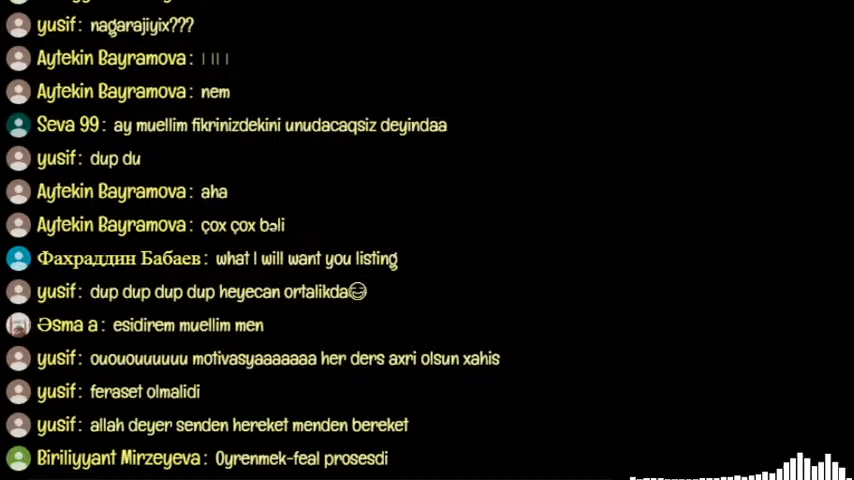 yusif: nagarajiyix???
Aytekin Bayramova: | || |
Aytekin Bayramova: nem
Seva 99: ay muellim fikrinizdekini unudacaqsiz deyindaa
yusif: dup du
Aytekin Bayramova: aha
Aytekin Bayramova: çox çox bəli
Фахраддин Бабаев: what I will want you listing
yusif: dup dup dup dup heyecan ortalikda😂
Əsma a: esidirem muellim men
yusif: ououououuuuu motivasyaaaaaaa her ders axri olsun xahis
yusif: feraset olmalidi
yusif: allah deyer senden hereket menden bereket
Biriliyyant Mirzeyeva: Oyrenmek-feal prosesdi